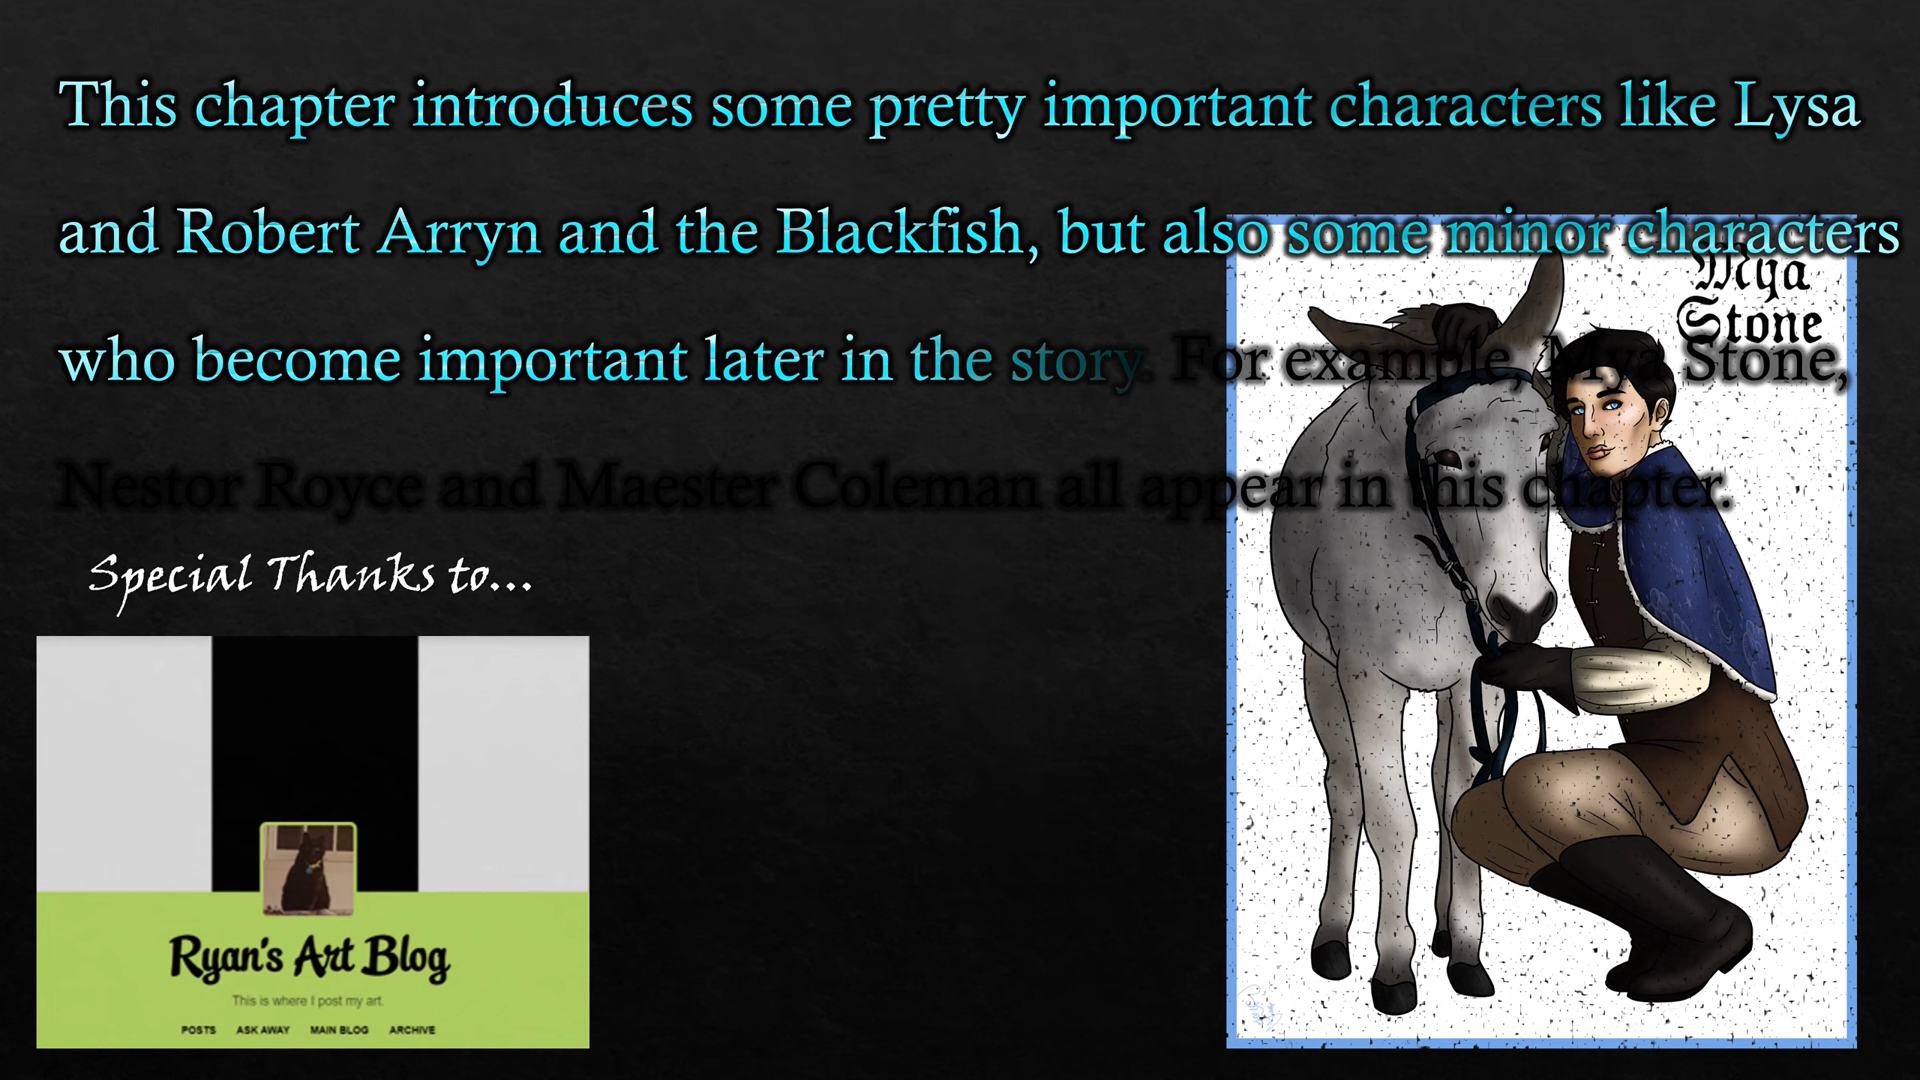 This chapter introduces some pretty important characters like Lysa
and Robert Arryn and the Blackfish, but also some minor characters
who become important later in the story. For example, Mya Stone,
Nestor Royce and Maester Coleman all appear in this chapter.
Mya
Stone
Special Thanks to...
Ryan's Art Blog
This is where I post my art.
POSTS ASK AWAY MAIN BLOG ARCHIVE